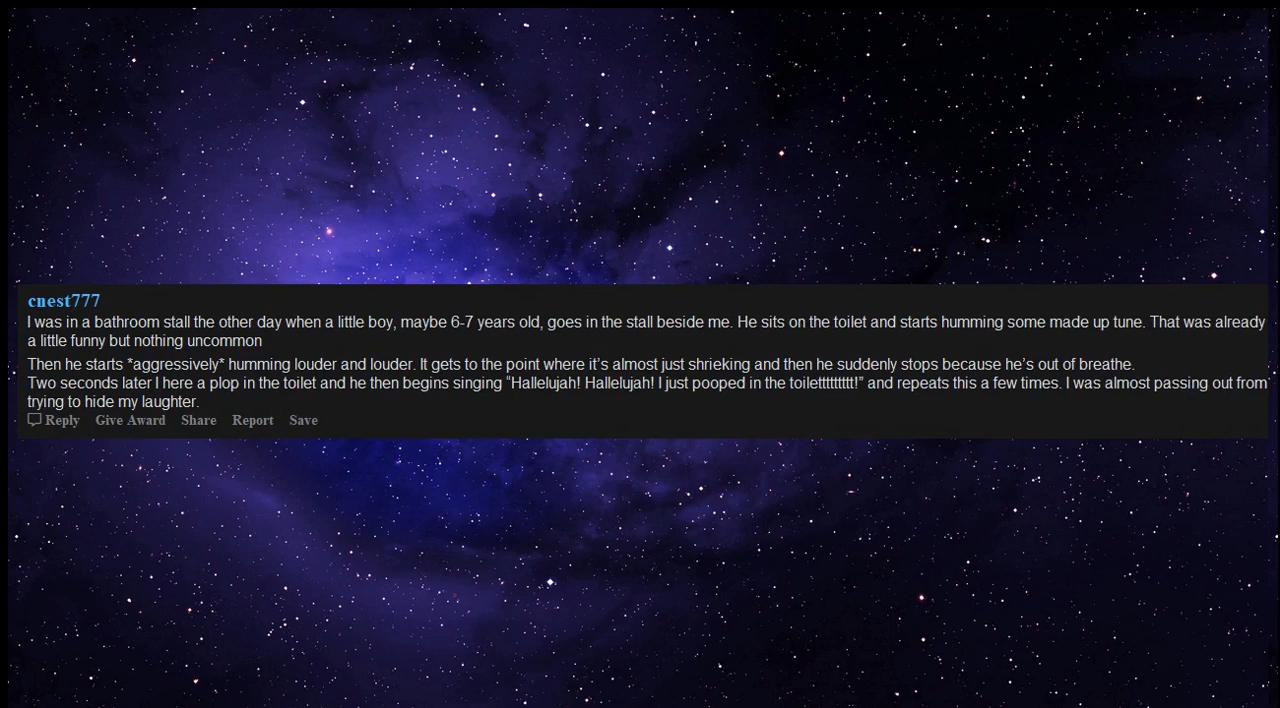 cnest777
I was in a bathroom stall the other day when a little boy, maybe 6-7 years old, goes in the stall beside me. He sits on the toilet and starts humming some made up tune. That was already
a little funny but nothing uncommon
Then he starts *aggressively* humming louder and louder. It gets to the point where it’s almost just shrieking and then he suddenly stops because he’s out of breathe.
Two seconds later I here a plop in the toilet and he then begins singing “Hallelujah! Hallelujah! I just pooped in the toiletttttttttt!” and repeats this a few times. I was almost passing out from
trying to hide my laughter.
Reply Give Award Share Report Save